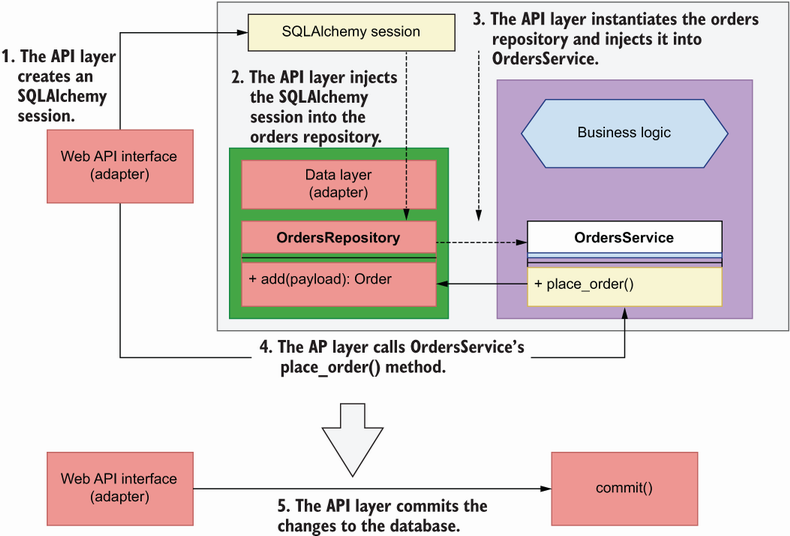 SQLAlchemy session
1. The API layer
creates an
SQLAlchemy
session.
2. The API layer injects
the SQLAlchemy
session into the
orders repository.
3. The API layer instantiates the orders
repository and injects it into
OrdersService.
Web API interface
(adapter)
Business logic
Data layer
(adapter)
OrdersRepository
+ add(payload): Order
OrdersService
+ place_order()
4. The AP layer calls OrdersService's
place_order() method.
Web API interface
(adapter)
5. The API layer commits the
changes to the database.
commit()